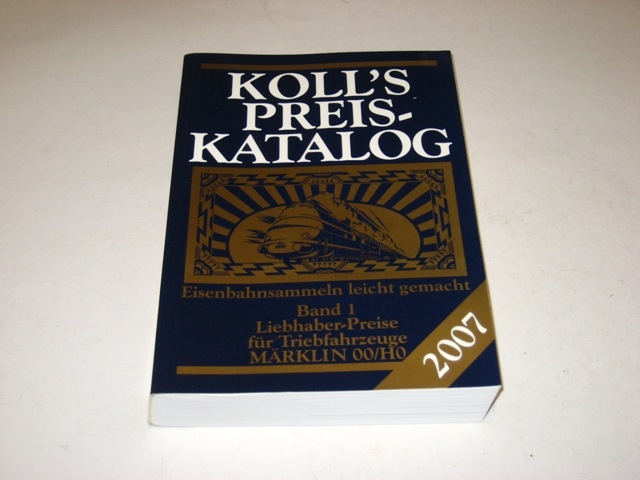 KOLL'S
PREIS-
KATALOG
Eisenbahnsammeln leicht gemacht
Band 1
Liebhaber-Preise
für Triebfahrzeuge
MÄRKLIN 00/H0
2007